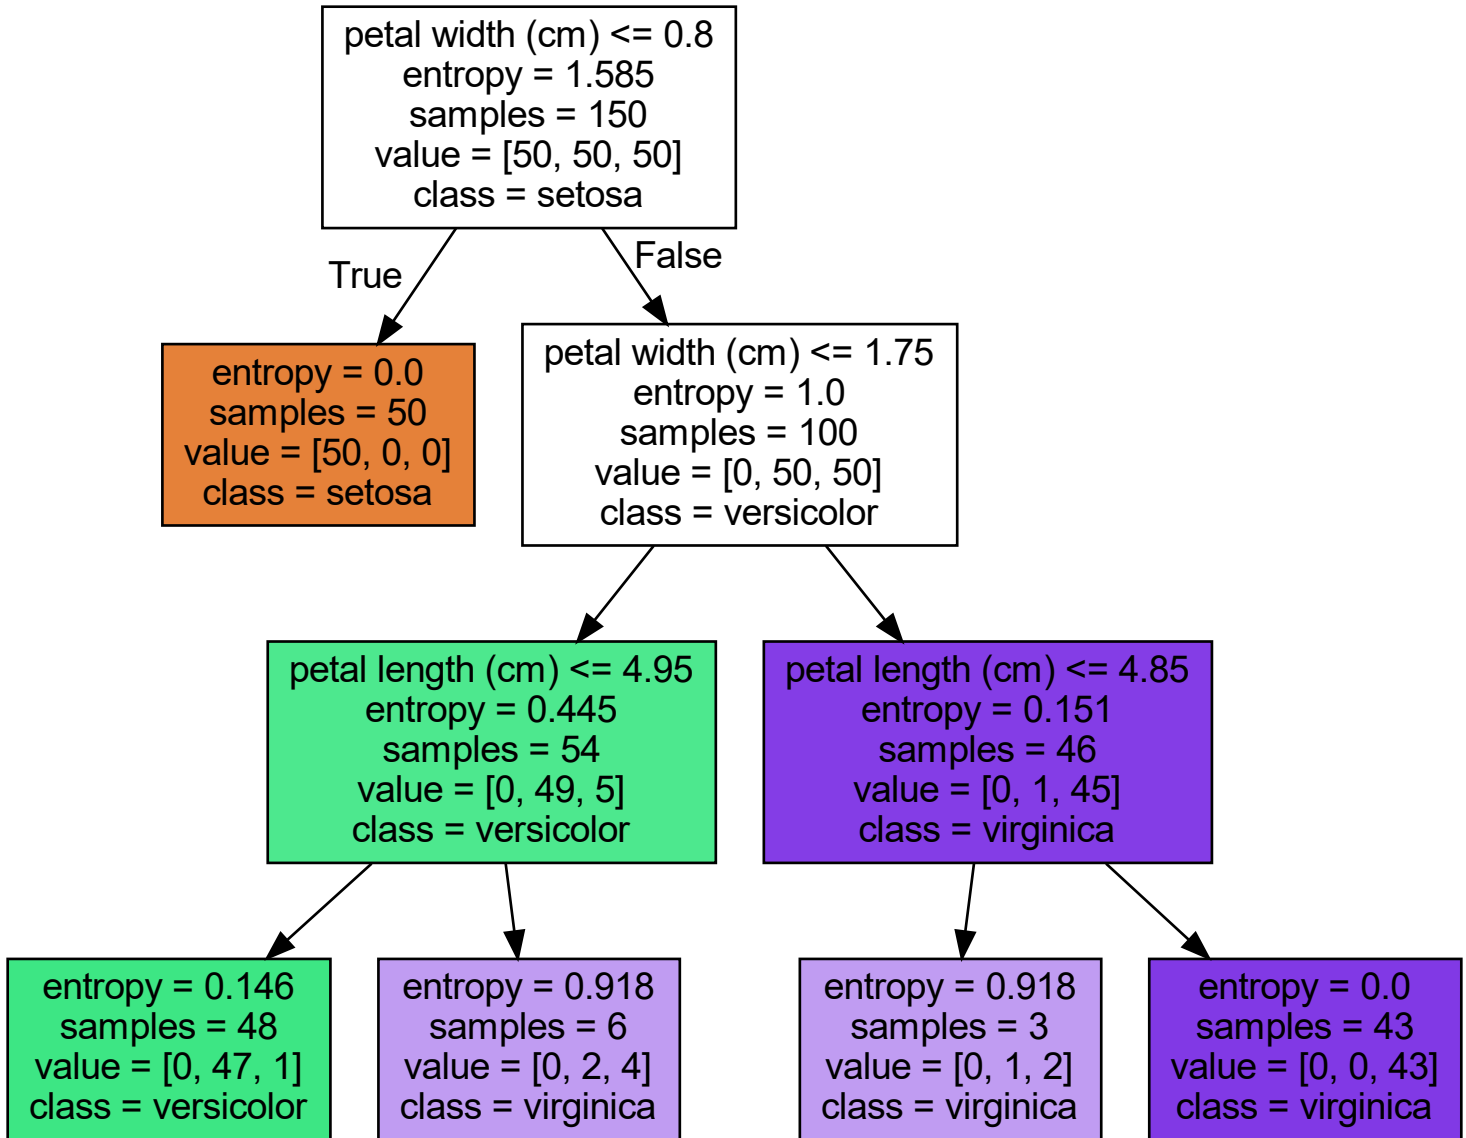 petal width (cm) <= 0.8
entropy = 1.585
samples = 150
value = [50, 50, 50]
class = setosa
True
False
entropy = 0.0
samples = 50
value = [50, 0, 0]
class = setosa
petal width (cm) <= 1.75
entropy = 1.0
samples = 100
value = [0, 50, 50]
class = versicolor
petal length (cm) <= 4.95
entropy = 0.445
samples = 54
value = [0, 49, 5]
class = versicolor
petal length (cm) <= 4.85
entropy = 0.151
samples = 46
value = [0, 1, 45]
class = virginica
entropy = 0.146
samples = 48
value = [0, 47, 1]
class = versicolor
entropy = 0.918
samples = 6
value = [0, 2, 4]
class = virginica
entropy = 0.918
samples = 3
value = [0, 1, 2]
class = virginica
entropy = 0.0
samples = 43
value = [0, 0, 43]
class = virginica